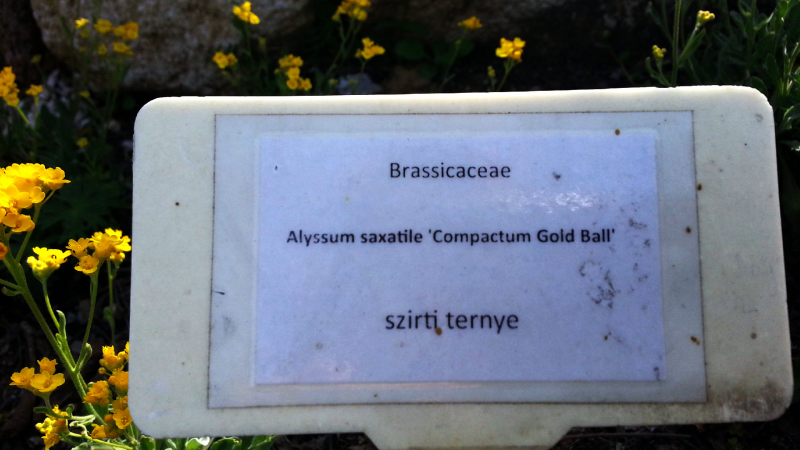 Brassicaceae
Alyssum saxatile 'Compactum Gold Ball'
szirti ternye